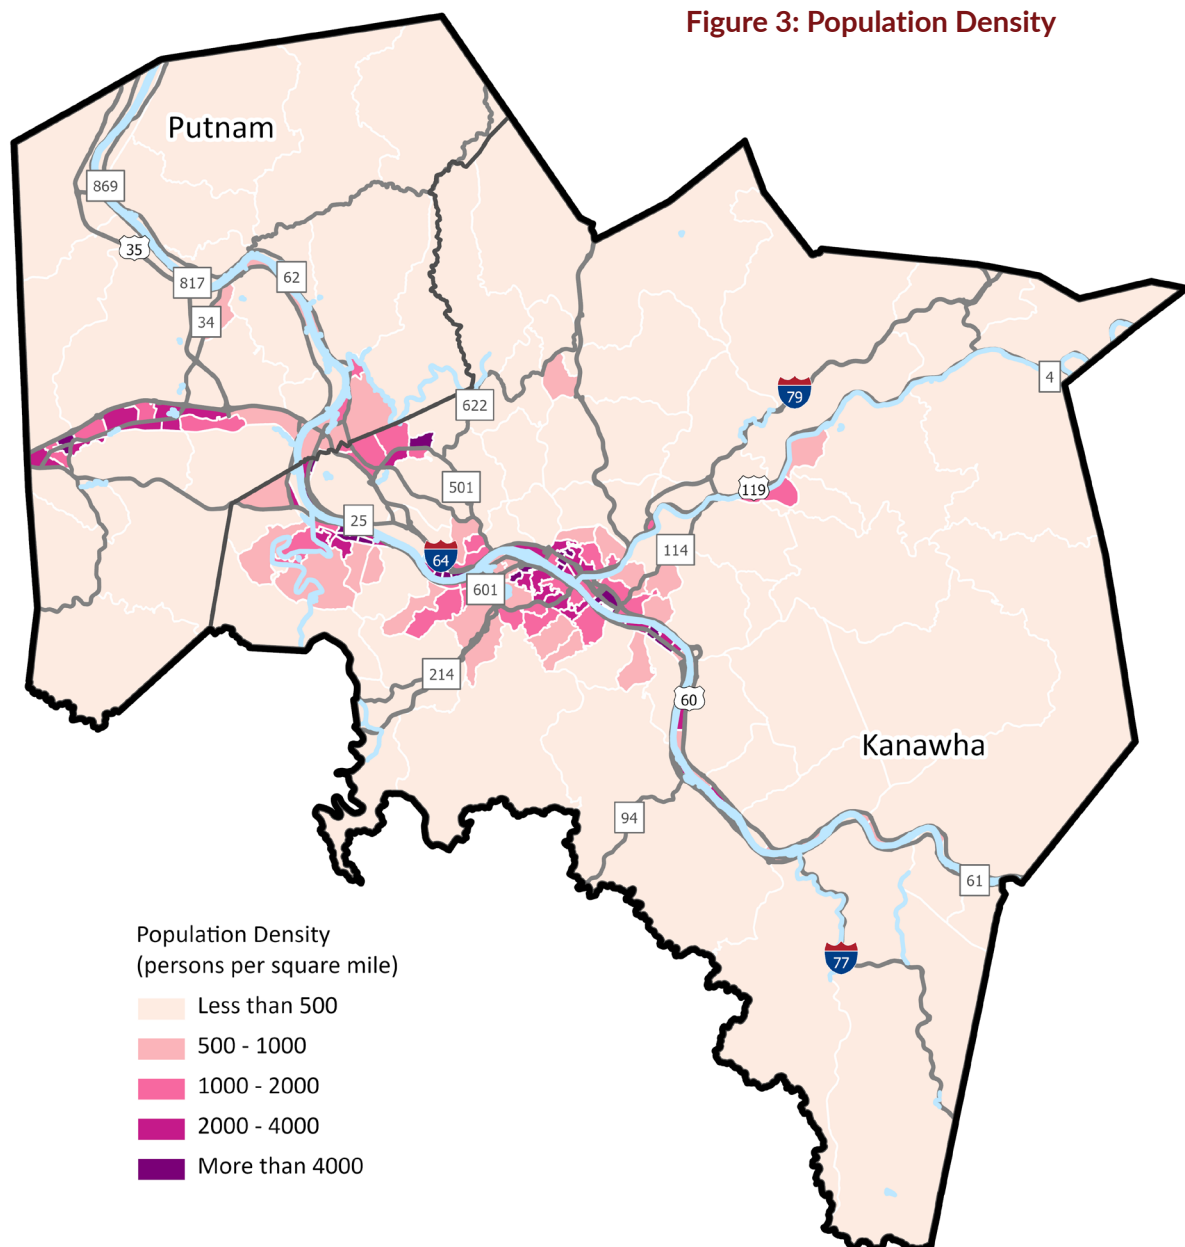 Figure 3: Population Density
Putnam
869
35
817
62
34
4
79
622
119
501
25
114
64
601
214
60
Kanawha
94
61
77
Population Density
(persons per square mile)
Less than 500
500 - 1000
1000 - 2000
2000 - 4000
More than 4000